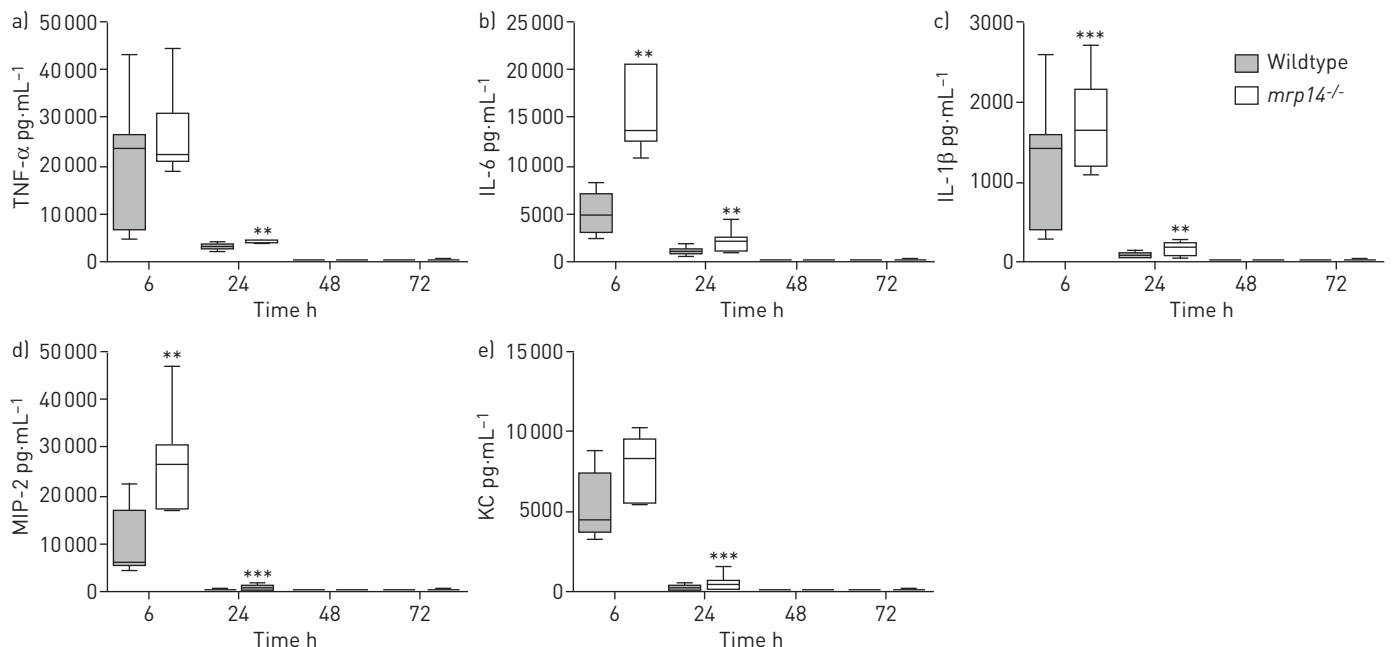 a)
50 000
40 000
30 000
20 000
10 000
0
TNF-α pg·mL⁻¹
**
6 24 48 72
Time h
b)
25 000
20 000
15 000
10 000
5000
0
IL-6 pg·mL⁻¹
**
**
6 24 48 72
Time h
c)
3000
2000
1000
0
IL-1β pg·mL⁻¹
***
**
6 24 48 72
Time h
Wildtype
mrp14⁻/⁻
d)
50 000
40 000
30 000
20 000
10 000
0
MIP-2 pg·mL⁻¹
**
***
6 24 48 72
Time h
e)
15 000
10 000
5000
0
KC pg·mL⁻¹
***
6 24 48 72
Time h